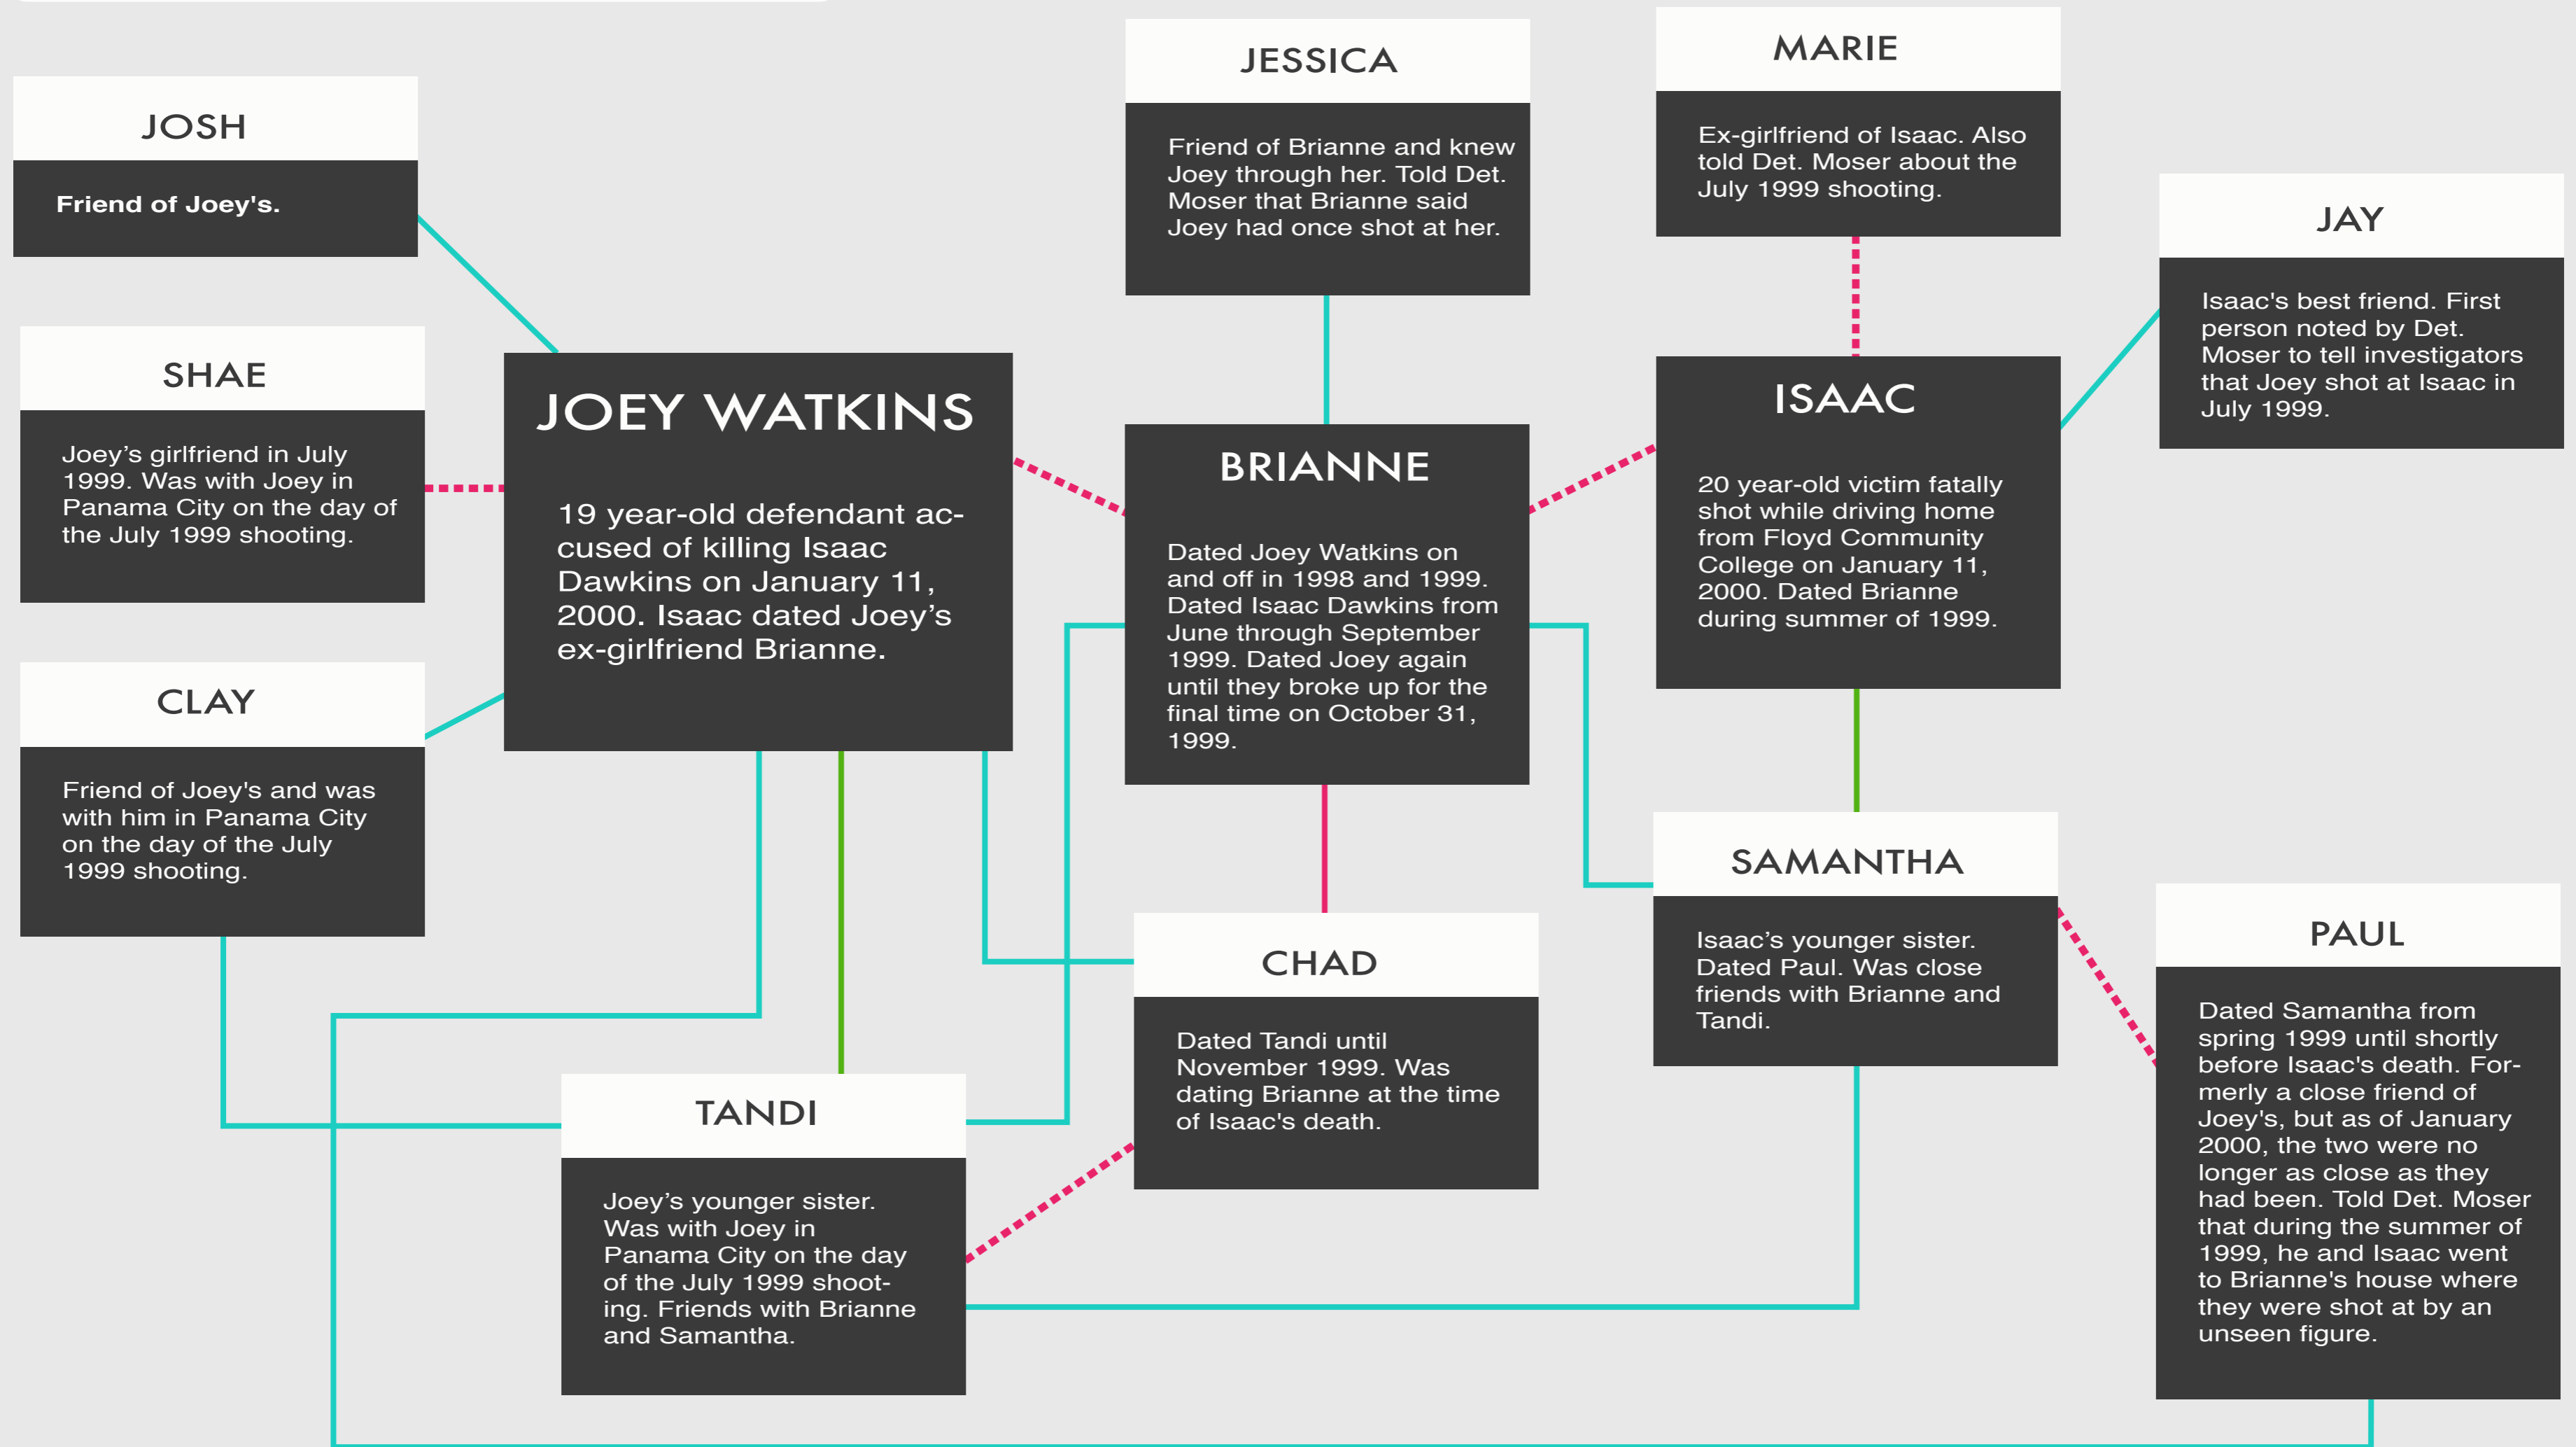 JOSH
Friend of Joey's.
SHAE
Joey’s girlfriend in July
1999. Was with Joey in
Panama City on the day of
the July 1999 shooting.
CLAY
Friend of Joey's and was
with him in Panama City
on the day of the July
1999 shooting.
JOEY WATKINS
19 year-old defendant ac-
cused of killing Isaac
Dawkins on January 11,
2000. Isaac dated Joey’s
ex-girlfriend Brianne.
TANDI
Joey’s younger sister.
Was with Joey in
Panama City on the day
of the July 1999 shoot-
ing. Friends with Brianne
and Samantha.
JESSICA
Friend of Brianne and knew
Joey through her. Told Det.
Moser that Brianne said
Joey had once shot at her.
BRIANNE
Dated Joey Watkins on
and off in 1998 and 1999.
Dated Isaac Dawkins from
June through September
1999. Dated Joey again
until they broke up for the
final time on October 31,
1999.
CHAD
Dated Tandi until
November 1999. Was
dating Brianne at the time
of Isaac's death.
MARIE
Ex-girlfriend of Isaac. Also
told Det. Moser about the
July 1999 shooting.
ISAAC
20 year-old victim fatally
shot while driving home
from Floyd Community
College on January 11,
2000. Dated Brianne
during summer of 1999.
SAMANTHA
Isaac’s younger sister.
Dated Paul. Was close
friends with Brianne and
Tandi.
JAY
Isaac's best friend. First
person noted by Det.
Moser to tell investigators
that Joey shot at Isaac in
July 1999.
PAUL
Dated Samantha from
spring 1999 until shortly
before Isaac's death. For-
merly a close friend of
Joey's, but as of January
2000, the two were no
longer as close as they
had been. Told Det. Moser
that during the summer of
1999, he and Isaac went
to Brianne's house where
they were shot at by an
unseen figure.